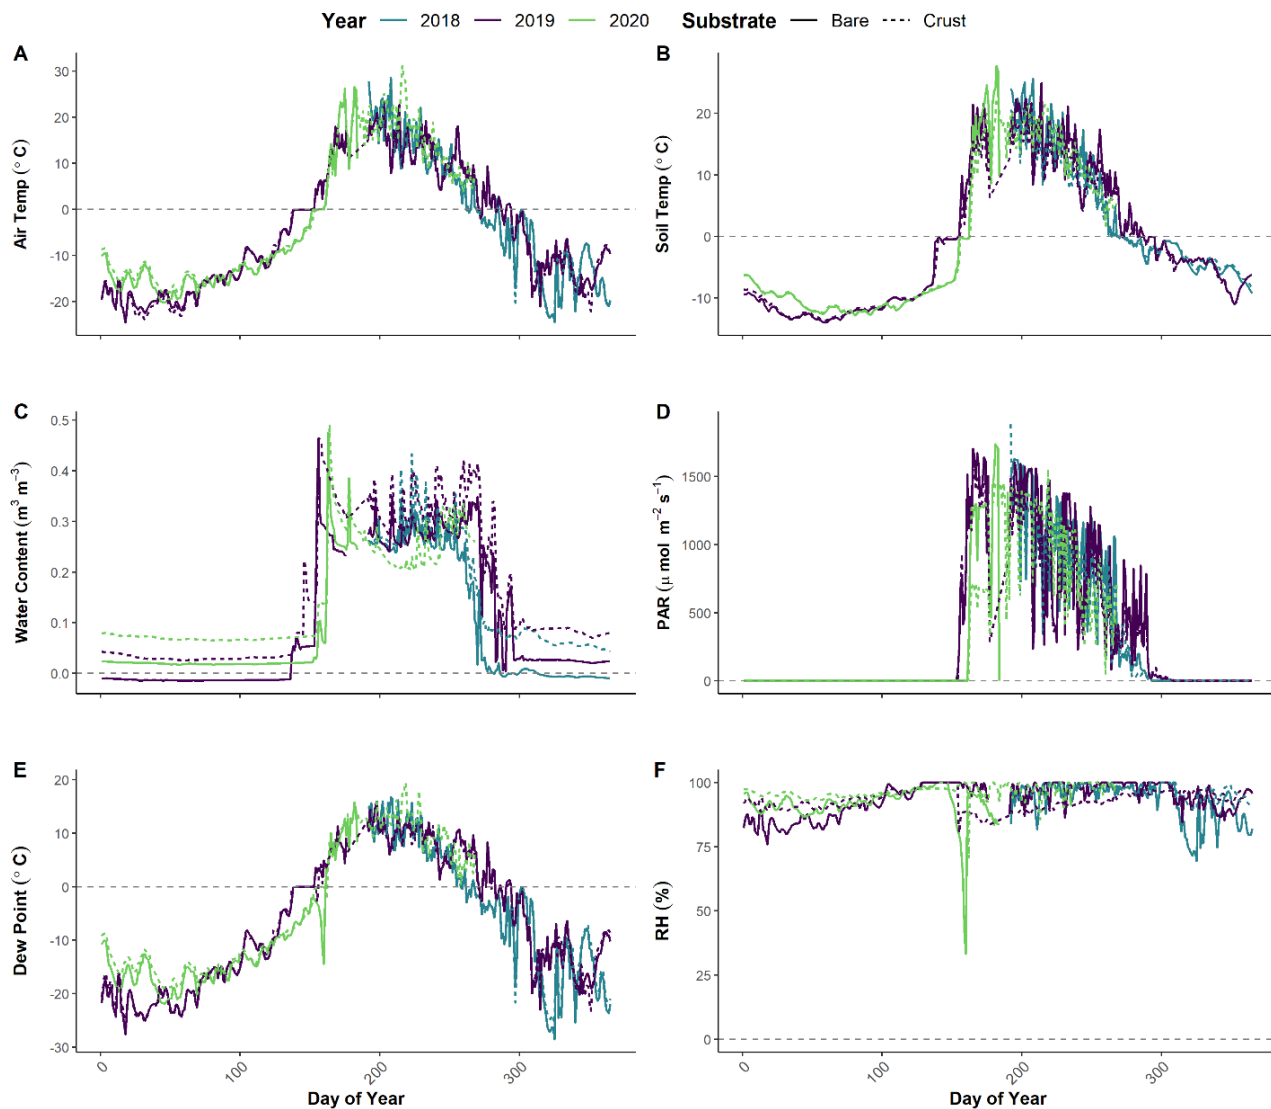 Year 2018 2019 2020 Substrate Bare Crust
A
Air Temp (° C)
30
20
10
0
-10
-20
B
Soil Temp (° C)
20
10
0
-10
C
Water Content (m³ m⁻³)
0.5
0.4
0.3
0.2
0.1
0.0
D
PAR (μ mol m⁻² s⁻¹)
1500
1000
500
0
E
Dew Point (° C)
20
10
0
-10
-20
-30
0
100
200
300
Day of Year
F
RH (%)
100
75
50
25
0
0
100
200
300
Day of Year